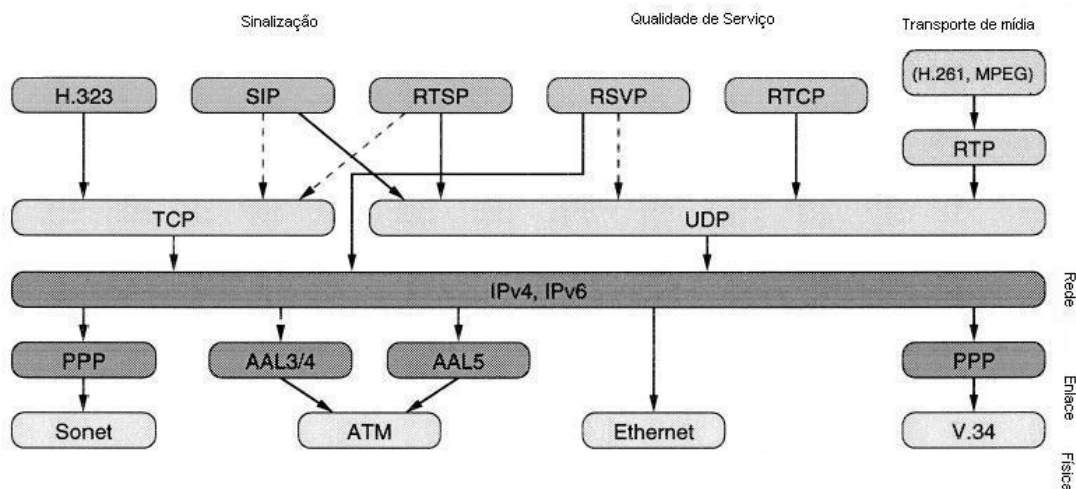 Sinalização
Qualidade de Serviço
Transporte de mídia
H.323
SIP
RTSP
RSVP
RTCP
(H.261, MPEG)
RTP
TCP
UDP
IPv4, IPv6
Rede
PPP
AAL3/4
AAL5
PPP
Enlace
Sonet
ATM
Ethernet
V.34
Física